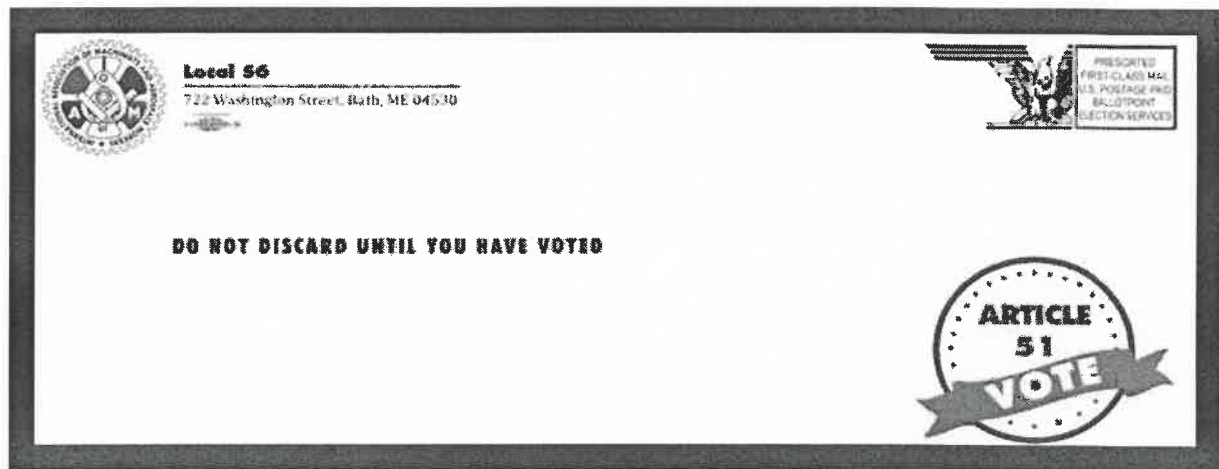 Local S6
722 Washington Street, Bath, ME 04530
PRESORTED
FIRST-CLASS MAIL
U.S. POSTAGE PAID
BALLOTPOINT
ELECTION SERVICES
DO NOT DISCARD UNTIL YOU HAVE VOTED
ARTICLE
51
VOTE